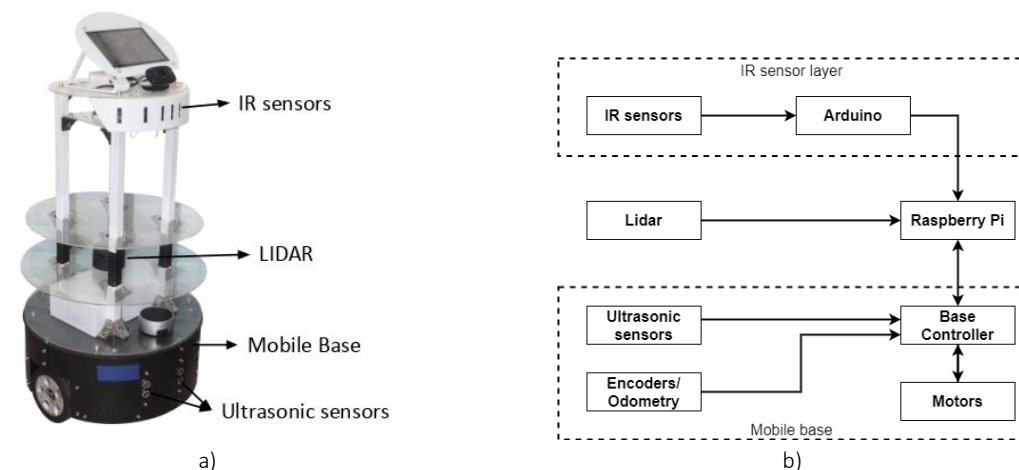 IR sensors
LIDAR
Mobile Base
Ultrasonic sensors
a)
IR sensor layer
IR sensors
Arduino
Lidar
Raspberry Pi
Ultrasonic
sensors
Base
Controller
Encoders/
Odometry
Motors
Mobile base
b)